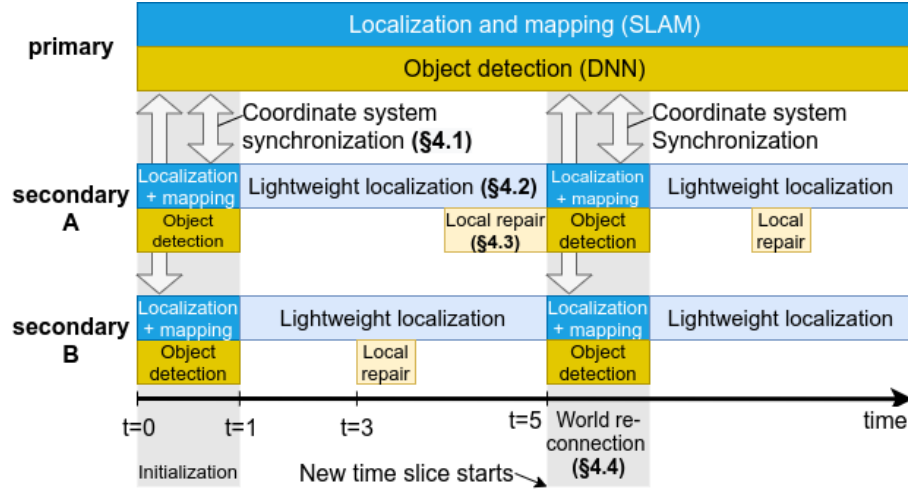 Localization and mapping (SLAM)
primary
Object detection (DNN)
Coordinate system
synchronization (§4.1)
Coordinate system
Synchronization
secondary
A
Localization
+ mapping
Lightweight localization (§4.2)
Localization
+ mapping
Lightweight localization
Object
detection
Local repair
(§4.3)
Object
detection
Local
repair
secondary
B
Localization
+ mapping
Lightweight localization
Localization
+ mapping
Lightweight localization
Object
detection
Local
repair
Object
detection
t=0
t=1
t=3
t=5
time
Initialization
New time slice starts
World re-
connection
(§4.4)